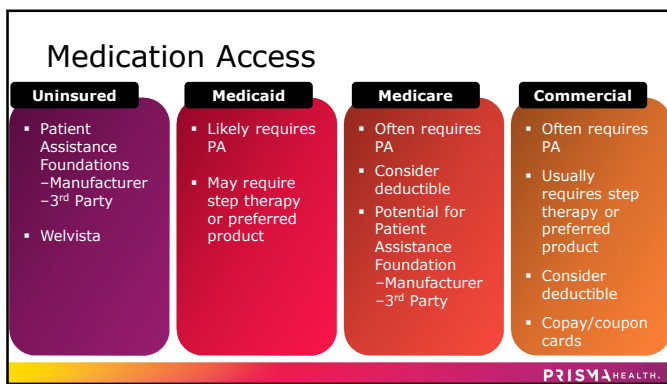 Medication Access
Uninsured
▪ Patient
Assistance
Foundations
–Manufacturer
–3rd Party
▪ Welvista
Medicaid
▪ Likely requires
PA
▪ May require
step therapy
or preferred
product
Medicare
▪ Often requires
PA
▪ Consider
deductible
▪ Potential for
Patient
Assistance
Foundation
–Manufacturer
–3rd Party
Commercial
▪ Often requires
PA
▪ Usually
requires step
therapy or
preferred
product
▪ Consider
deductible
▪ Copay/coupon
cards
PRISMA HEALTH.